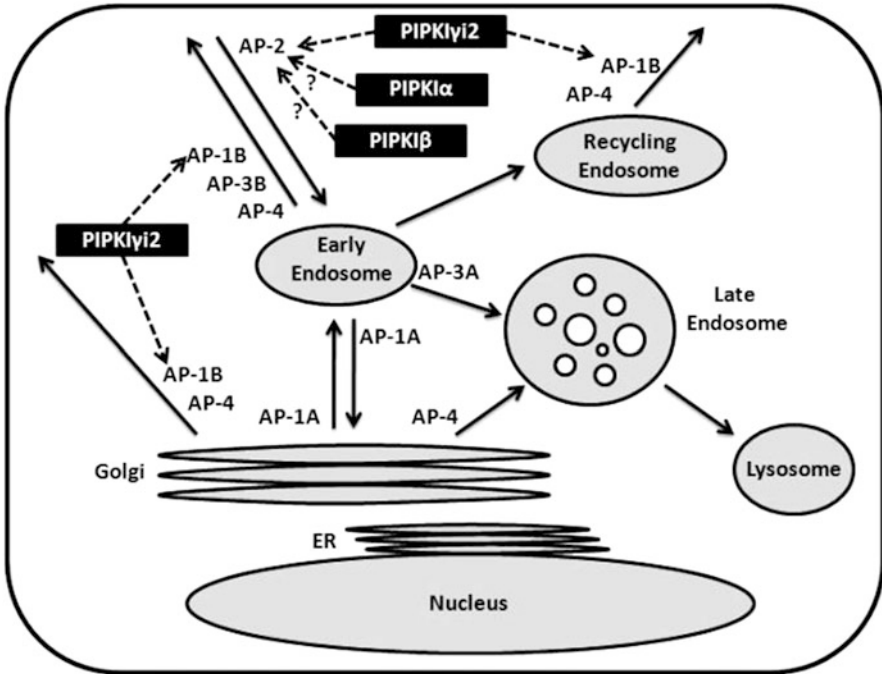 PIPKIγi2
AP-2
AP-1B
?
PIPKIα
AP-4
?
PIPKIβ
Recycling
Endosome
AP-1B
AP-3B
AP-4
PIPKIγi2
Early
Endosome
AP-3A
Late
Endosome
AP-1A
AP-1B
AP-4
AP-1A
AP-4
Golgi
Lysosome
ER
Nucleus